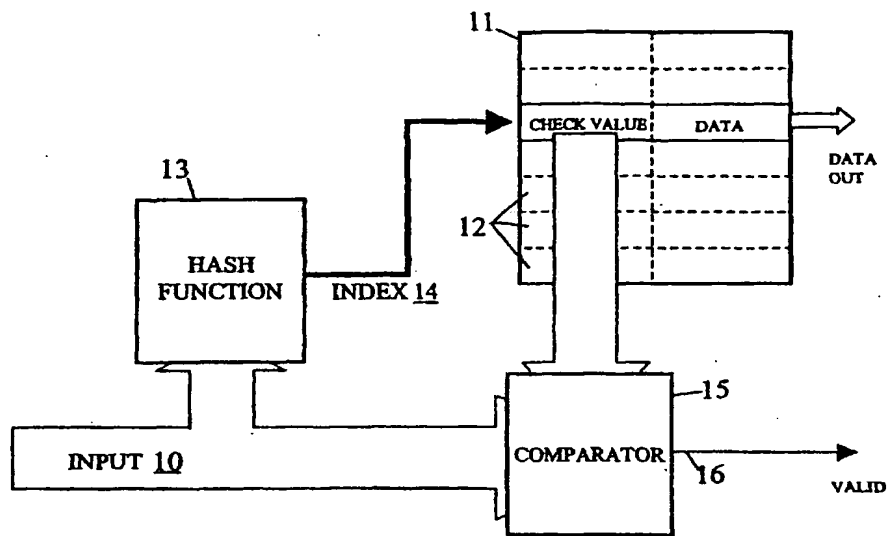 11
CHECK VALUE
DATA
DATA
OUT
13
HASH
FUNCTION
12
INDEX 14
15
INPUT 10
COMPARATOR
16
VALID